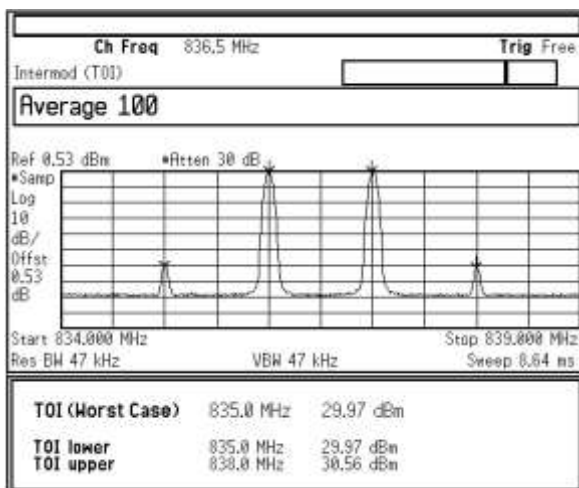 Ch Freq 836.5 MHz Trig Free
Intermod (TOI)
Average 100
Ref 0.53 dBm *Atten 30 dB
*Samp
Log
10
dB/
Offst
0.53
dB
Start 834.000 MHz Stop 839.000 MHz
Res BW 47 kHz VBW 47 kHz Sweep 8.64 ms
TOI (Worst Case) 835.0 MHz 29.97 dBm
TOI lower 835.0 MHz 29.97 dBm
TOI upper 838.0 MHz 30.56 dBm